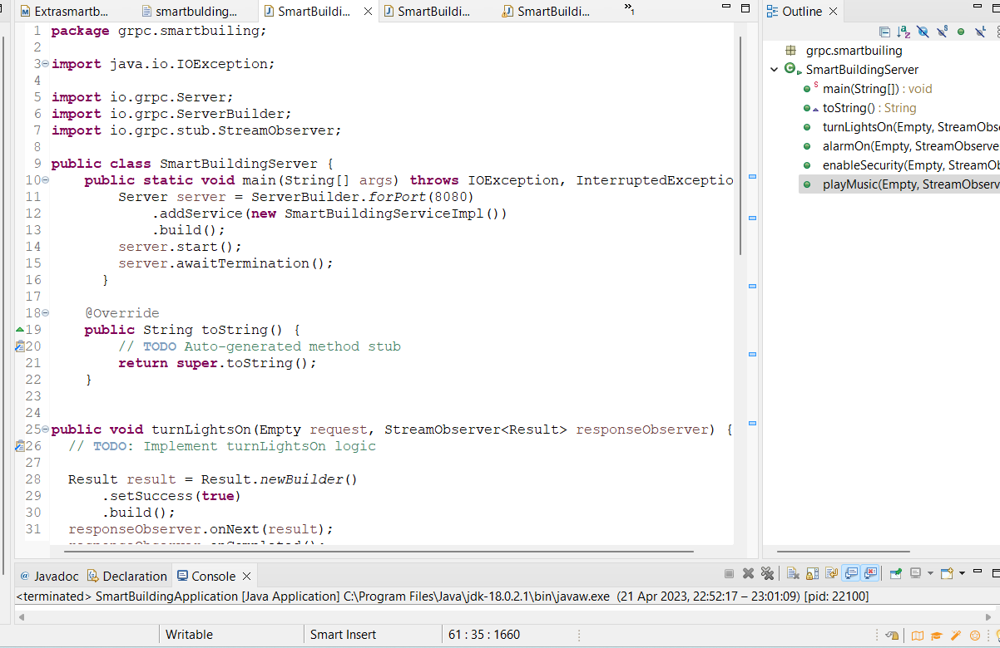 Extrasmartb...
smartbulding...
SmartBuildi...
SmartBuildi...
SmartBuildi...
»1
Outline
1 package grpc.smartbuiling;
2
3 import java.io.IOException;
4
5 import io.grpc.Server;
6 import io.grpc.ServerBuilder;
7 import io.grpc.stub.StreamObserver;
8
9 public class SmartBuildingServer {
10 public static void main(String[] args) throws IOException, InterruptedExceptio
11 Server server = ServerBuilder.forPort(8080)
12 .addService(new SmartBuildingServiceImpl())
13 .build();
14 server.start();
15 server.awaitTermination();
16 }
17
18 @Override
19 public String toString() {
20 // TODO Auto-generated method stub
21 return super.toString();
22 }
23
24
25 public void turnLightsOn(Empty request, StreamObserver<Result> responseObserver) {
26 // TODO: Implement turnLightsOn logic
27
28 Result result = Result.newBuilder()
29 .setSuccess(true)
30 .build();
31 responseObserver.onNext(result);
responseObserver.onCompleted();
grpc.smartbuiling
SmartBuildingServer
main(String[]) : void
toString() : String
turnLightsOn(Empty, StreamObse
alarmOn(Empty, StreamObserve
enableSecurity(Empty, StreamOb
playMusic(Empty, StreamObserv
@ Javadoc
Declaration
Console
<terminated> SmartBuildingApplication [Java Application] C:\Program Files\Java\jdk-18.0.2.1\bin\javaw.exe (21 Apr 2023, 22:52:17 – 23:01:09) [pid: 22100]
Writable
Smart Insert
61 : 35 : 1660